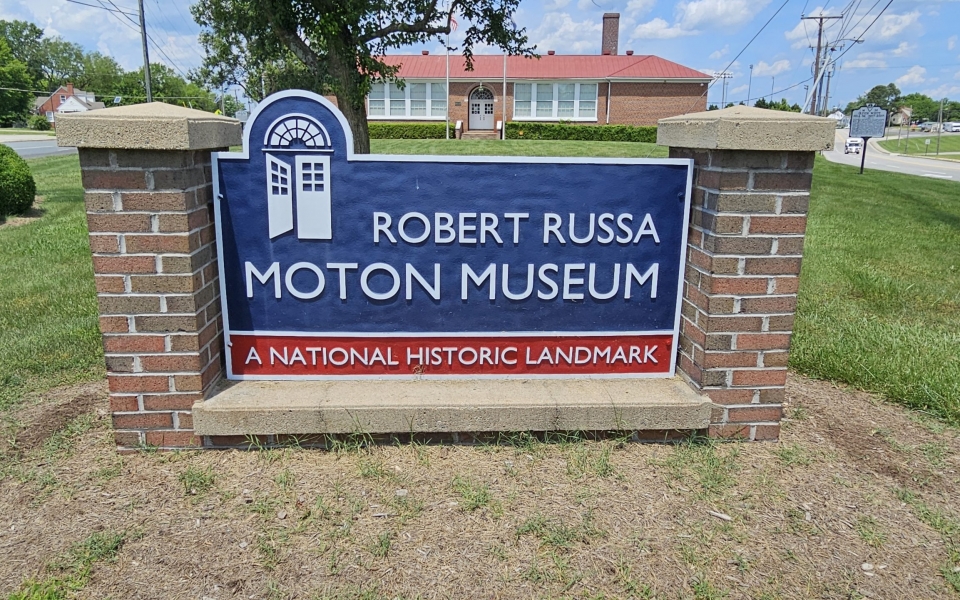 ROBERT RUSSA
MOTON MUSEUM
A NATIONAL HISTORIC LANDMARK